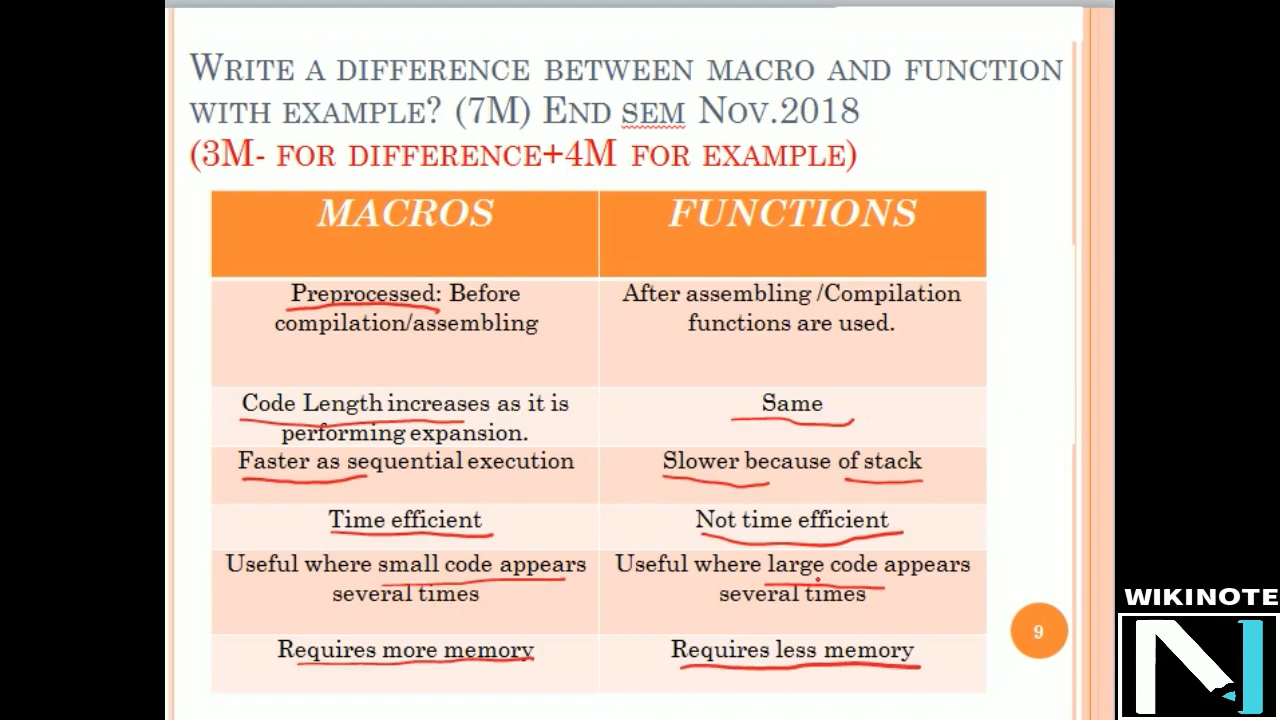 WRITE A DIFFERENCE BETWEEN MACRO AND FUNCTION
WITH EXAMPLE? (7M) END SEM NOV.2018
(3M- FOR DIFFERENCE+4M FOR EXAMPLE)
MACROS
FUNCTIONS
Preprocessed: Before
compilation/assembling
After assembling /Compilation
functions are used.
Code Length increases as it is
performing expansion.
Same
Faster as sequential execution
Slower because of stack
Time efficient
Not time efficient
Useful where small code appears
several times
Useful where large code appears
several times
Requires more memory
Requires less memory
9
WIKINOTE
N